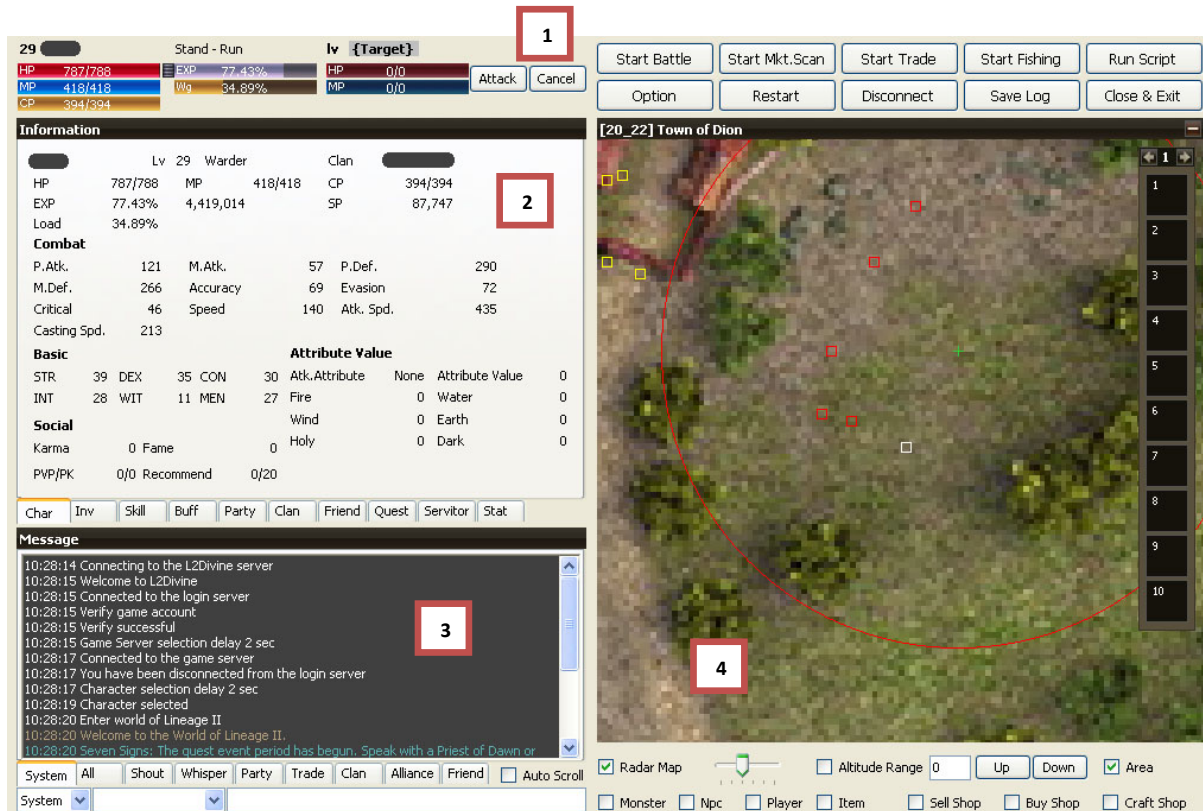 29 Stand - Run lv {Target} 1
HP 787/788 EXP 77.43% HP 0/0
MP 418/418 Wg 34.89% MP 0/0 Attack Cancel
CP 394/394
Start Battle Start Mkt.Scan Start Trade Start Fishing Run Script
Option Restart Disconnect Save Log Close & Exit
Information
Lv 29 Warder Clan
HP 787/788 MP 418/418 CP 394/394
EXP 77.43% 4,419,014 SP 87,747
2
Load 34.89%
Combat
P.Atk. 121 M.Atk. 57 P.Def. 290
M.Def. 266 Accuracy 69 Evasion 72
Critical 46 Speed 140 Atk. Spd. 435
Casting Spd. 213
Basic Attribute Value
STR 39 DEX 35 CON 30 Atk.Attribute None Attribute Value 0
INT 28 WIT 11 MEN 27 Fire 0 Water 0
Social Wind 0 Earth 0
Karma 0 Fame 0 Holy 0 Dark 0
PVP/PK 0/0 Recommend 0/20
Char Inv Skill Buff Party Clan Friend Quest Servitor Stat
Message
10:28:14 Connecting to the L2Divine server
10:28:15 Welcome to L2Divine
10:28:15 Connected to the login server
10:28:15 Verify game account
10:28:15 Verify successful
10:28:15 Game Server selection delay 2 sec
10:28:17 Connected to the game server
10:28:17 You have been disconnected from the login server
10:28:17 Character selection delay 2 sec
10:28:19 Character selected
10:28:20 Enter world of Lineage II
10:28:20 Welcome to the World of Lineage II.
10:28:20 Seven Signs: The quest event period has begun. Speak with a Priest of Dawn or
3
System All Shout Whisper Party Trade Clan Alliance Friend Auto Scroll
System
[20_22] Town of Dion
1
1
2
3
4
5
6
7
8
9
10
4
Radar Map Altitude Range 0 Up Down Area
Monster Npc Player Item Sell Shop Buy Shop Craft Shop